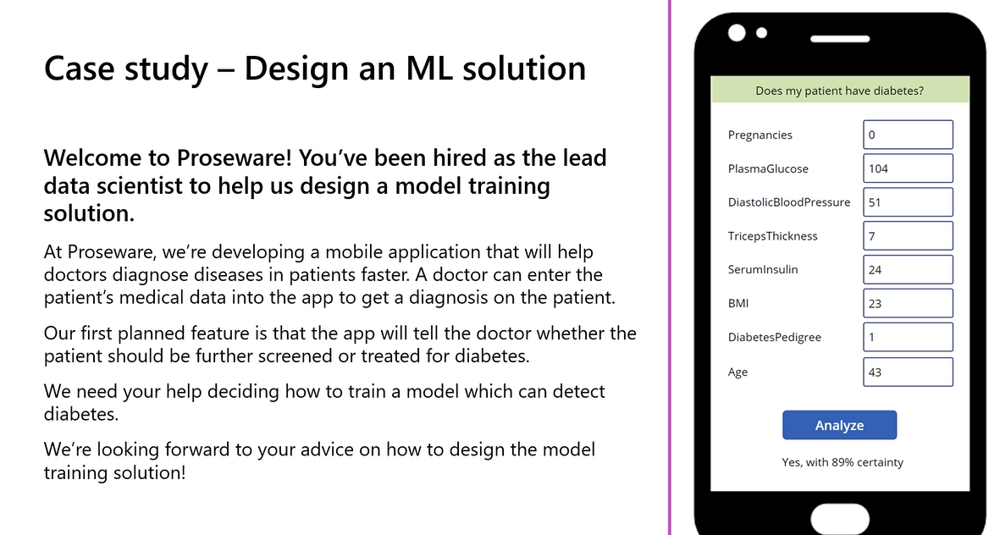 Case study – Design an ML solution
Welcome to Proseware! You’ve been hired as the lead
data scientist to help us design a model training
solution.
At Proseware, we’re developing a mobile application that will help
doctors diagnose diseases in patients faster. A doctor can enter the
patient’s medical data into the app to get a diagnosis on the patient.
Our first planned feature is that the app will tell the doctor whether the
patient should be further screened or treated for diabetes.
We need your help deciding how to train a model which can detect
diabetes.
We’re looking forward to your advice on how to design the model
training solution!
Does my patient have diabetes?
Pregnancies 0
PlasmaGlucose 104
DiastolicBloodPressure 51
TricepsThickness 7
SerumInsulin 24
BMI 23
DiabetesPedigree 1
Age 43
Analyze
Yes, with 89% certainty